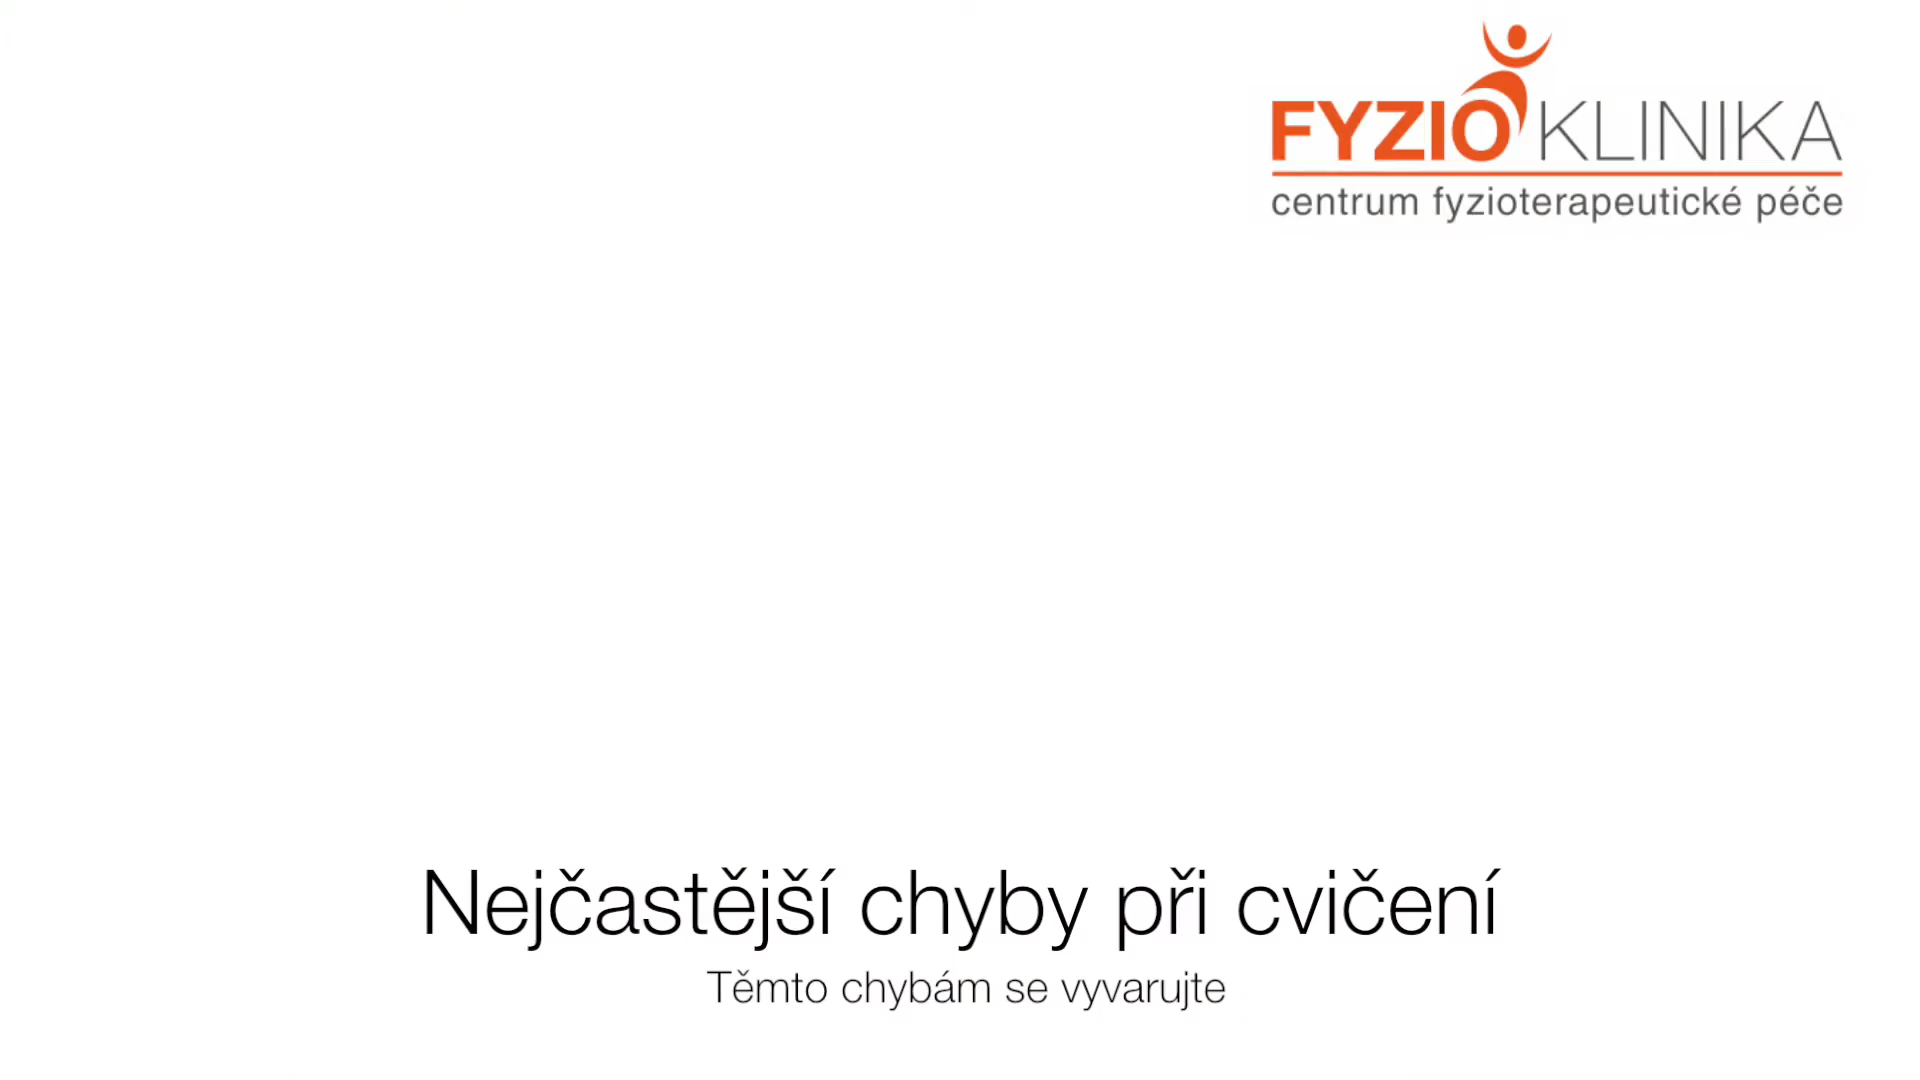 FYZIO KLINIKA
centrum fyzioterapeutické péče
Nejčastější chyby při cvičení
Těmto chybám se vyvarujte